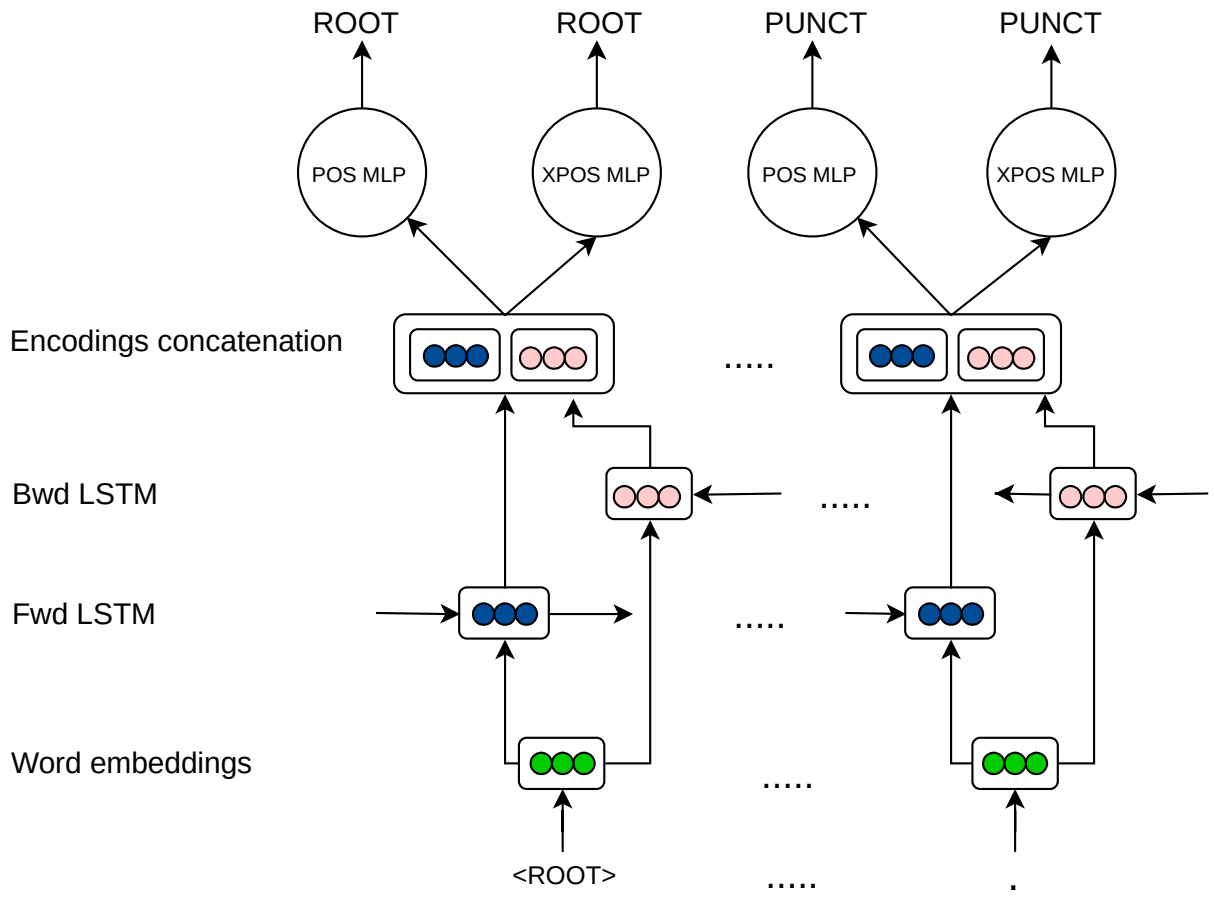 ROOT ROOT PUNCT PUNCT
POS MLP XPOS MLP POS MLP XPOS MLP
Encodings concatenation .....
Bwd LSTM .....
Fwd LSTM .....
Word embeddings .....
<ROOT> ..... .